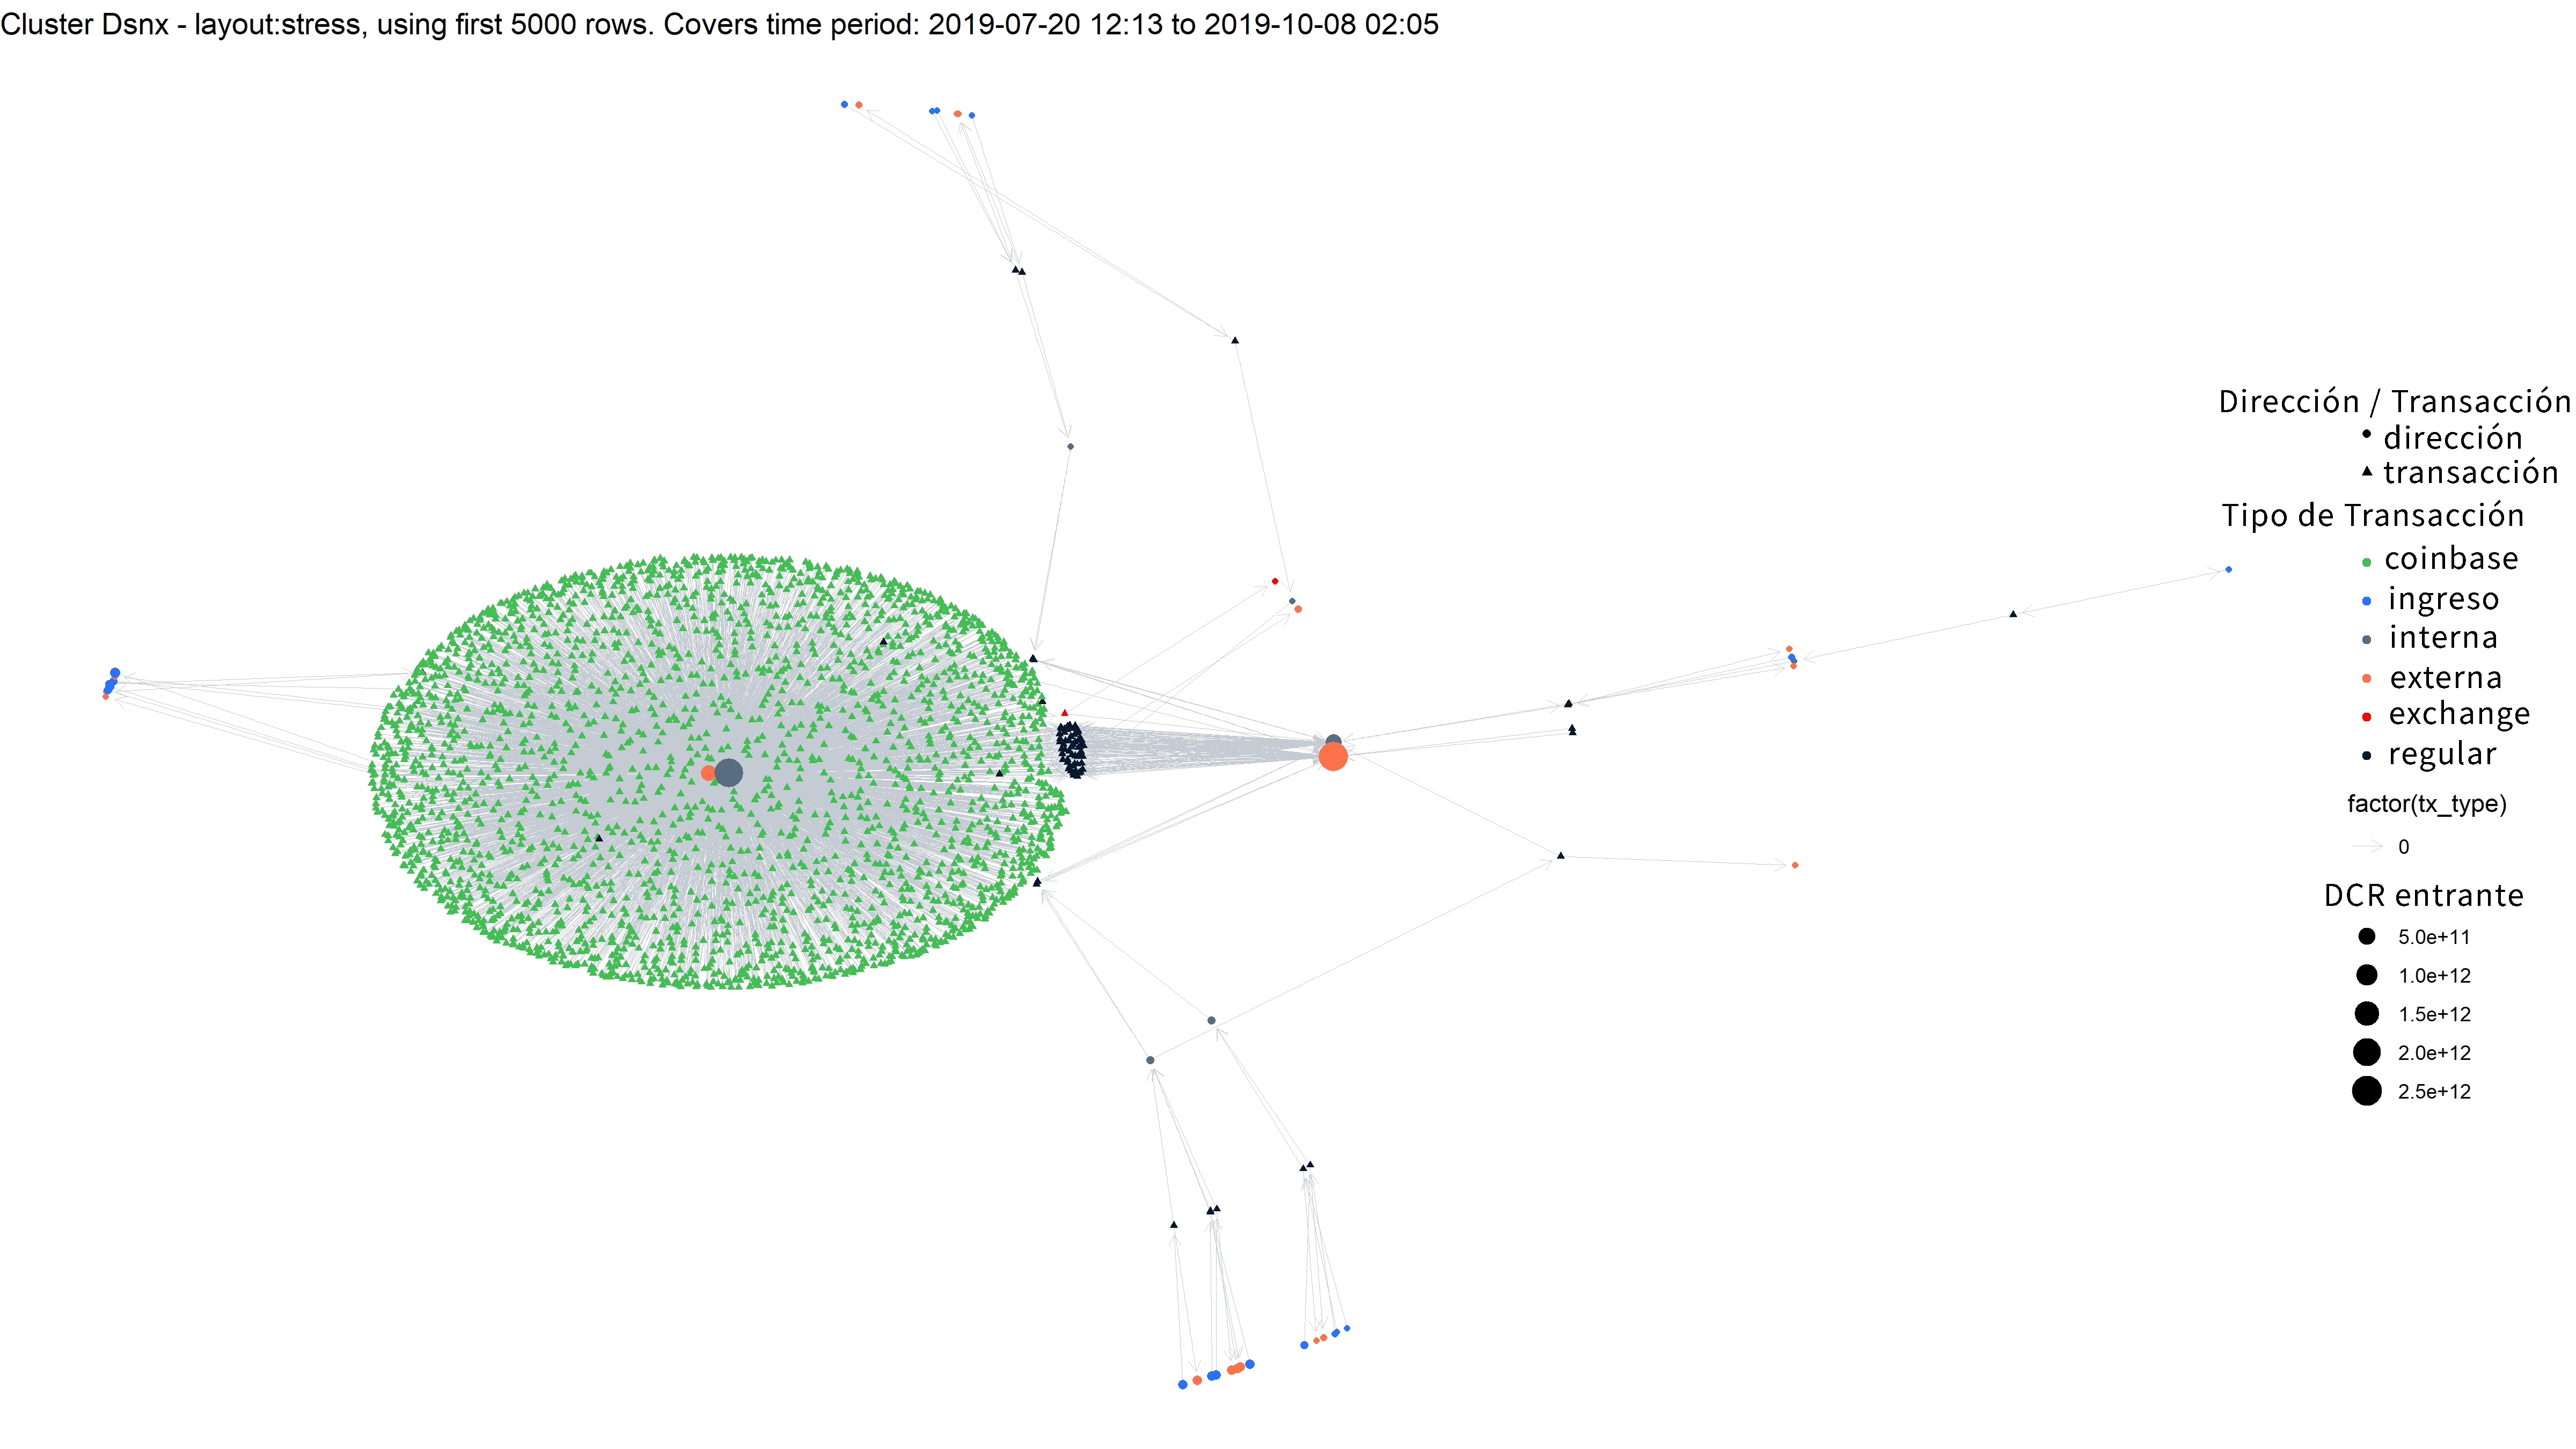 Cluster Dsnx - layout:stress, using first 5000 rows. Covers time period: 2019-07-20 12:13 to 2019-10-08 02:05
Dirección / Transacción
dirección
transacción
Tipo de Transacción
coinbase
ingreso
interna
externa
exchange
regular
factor(tx_type)
0
DCR entrante
5.0e+11
1.0e+12
1.5e+12
2.0e+12
2.5e+12